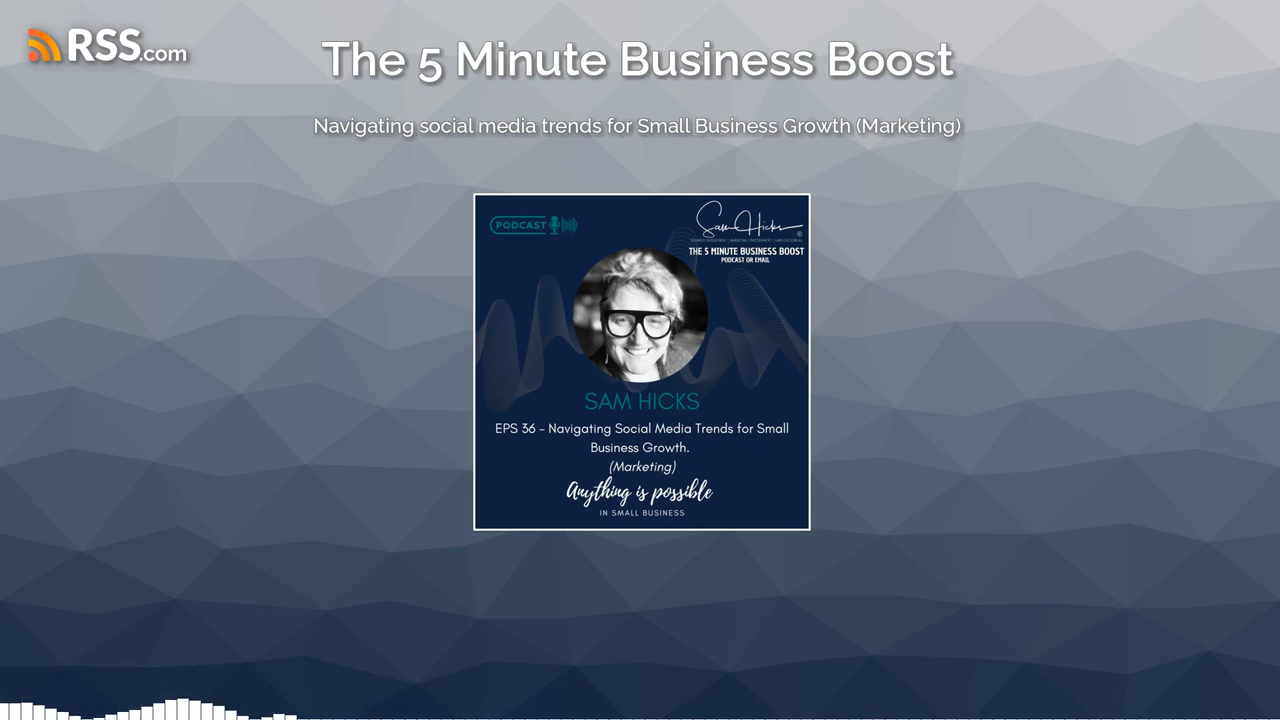 RSS.com
The 5 Minute Business Boost
Navigating social media trends for Small Business Growth (Marketing)
PODCAST
Sam Hicks
THE 5 MINUTE BUSINESS BOOST
PODCAST OR EMAIL
SAM HICKS
EPS 36 - Navigating Social Media Trends for Small
Business Growth.
(Marketing)
Anything is possible
IN SMALL BUSINESS